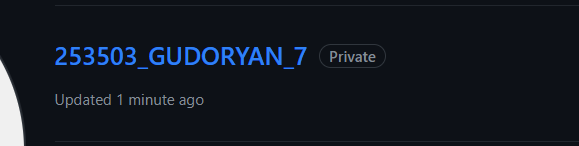 253503_GUDORYAN_7 Private
Updated 1 minute ago